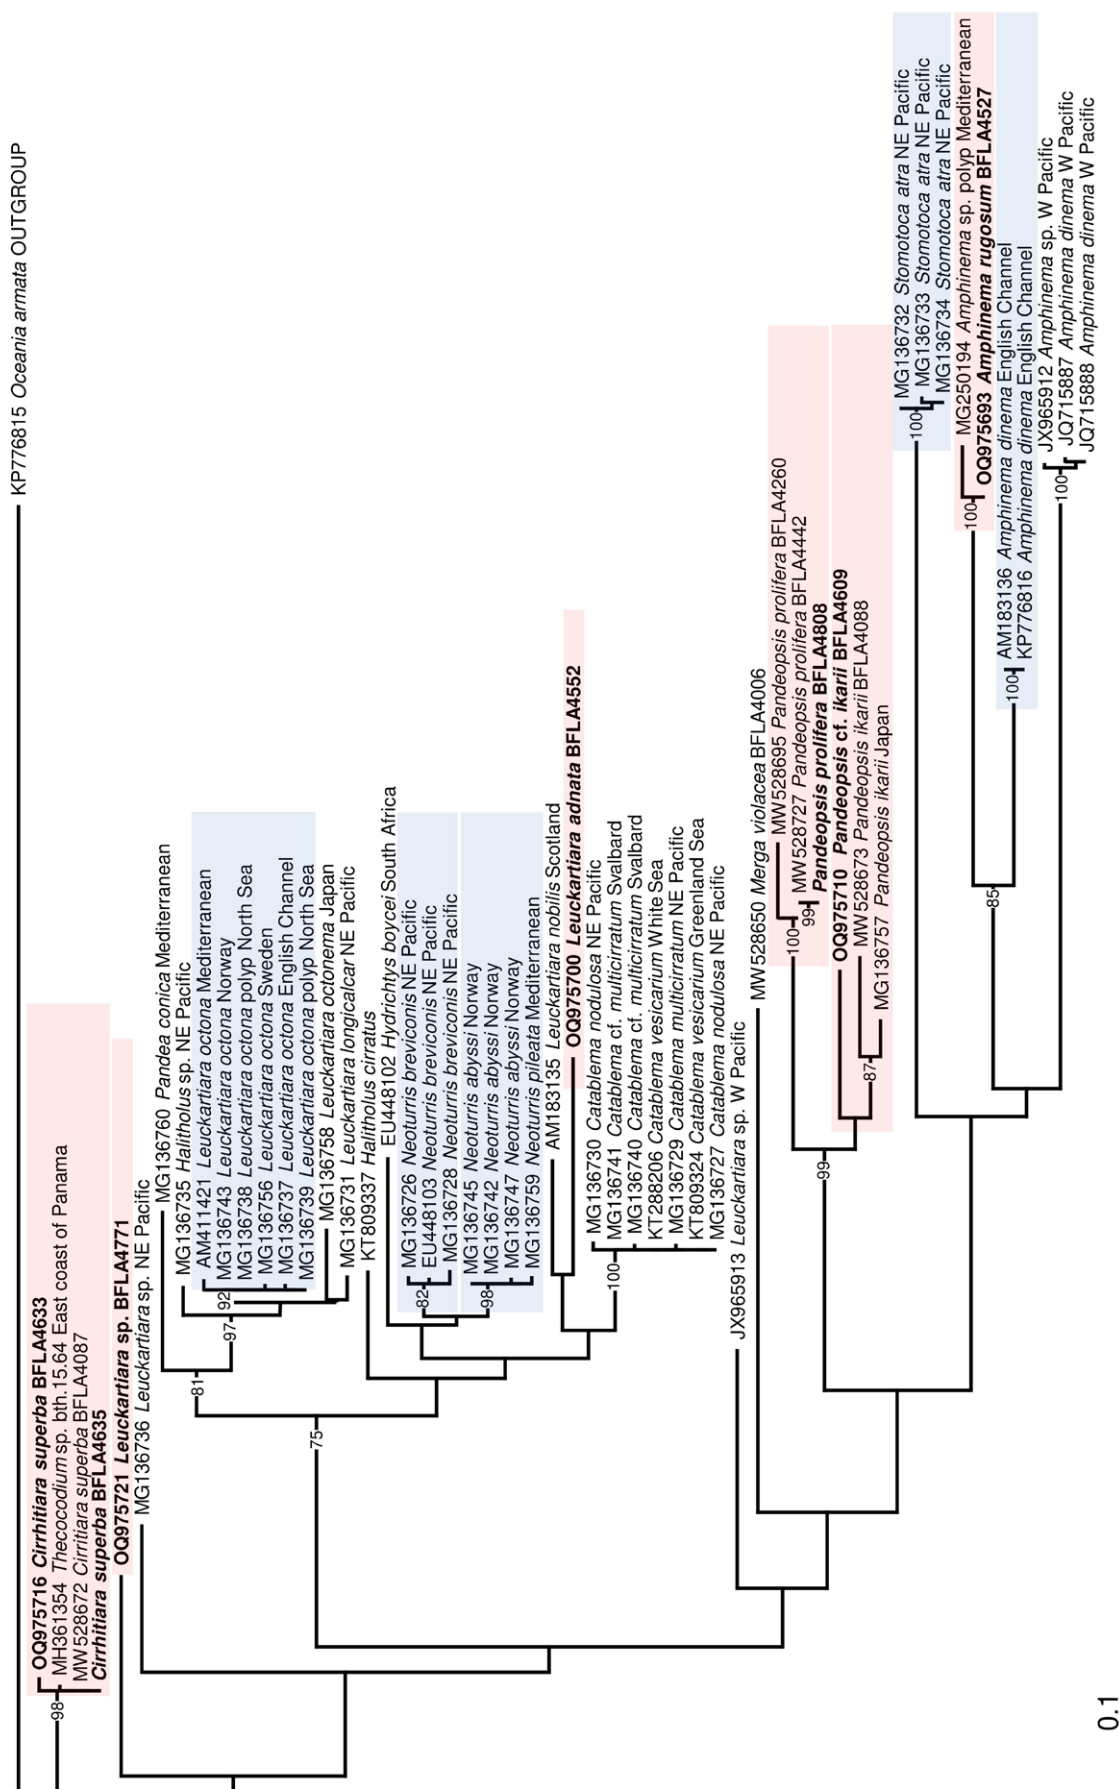 KP776815 Oceania armata OUTGROUP
98
OQ975716 Cirrhitiara superba BFLA4633
MH361354 Thecocodium sp. bth.15.64 East coast of Panama
MW528672 Cirritiara superba BFLA4087
Cirrhitiara superba BFLA4635
OQ975721 Leuckartiara sp. BFLA4771
MG136736 Leuckartiara sp. NE Pacific
75
81
MG136760 Pandea conica Mediterranean
97
MG136735 Halitholus sp. NE Pacific
92
AM411421 Leuckartiara octona Mediterranean
MG136743 Leuckartiara octona Norway
MG136738 Leuckartiara octona polyp North Sea
MG136756 Leuckartiara octona Sweden
MG136737 Leuckartiara octona English Channel
MG136739 Leuckartiara octona polyp North Sea
MG136758 Leuckartiara octonema Japan
MG136731 Leuckartiara longicalcar NE Pacific
KT809337 Halitholus cirratus
EU448102 Hydrichtys boycei South Africa
82
MG136726 Neoturris breviconis NE Pacific
EU448103 Neoturris breviconis NE Pacific
MG136728 Neoturris breviconis NE Pacific
98
MG136745 Neoturris abyssi Norway
MG136742 Neoturris abyssi Norway
MG136747 Neoturris abyssi Norway
MG136759 Neoturris pileata Mediterranean
AM183135 Leuckartiara nobilis Scotland
OQ975700 Leuckartiara adnata BFLA4552
100
MG136730 Catablema nodulosa NE Pacific
MG136741 Catablema cf. multicirratum Svalbard
MG136740 Catablema cf. multicirratum Svalbard
KT288206 Catablema vesicarium White Sea
MG136729 Catablema multicirratum NE Pacific
KT809324 Catablema vesicarium Greenland Sea
MG136727 Catablema nodulosa NE Pacific
JX965913 Leuckartiara sp. W Pacific
MW528650 Merga violacea BFLA4006
99
100
MW528695 Pandeopsis prolifera BFLA4260
99
MW528727 Pandeopsis prolifera BFLA4442
Pandeopsis prolifera BFLA4808
OQ975710 Pandeopsis cf. ikarii BFLA4609
87
MW528673 Pandeopsis ikarii BFLA4088
MG136757 Pandeopsis ikarii Japan
100
MG136732 Stomotoca atra NE Pacific
MG136733 Stomotoca atra NE Pacific
MG136734 Stomotoca atra NE Pacific
85
100
MG250194 Amphinema sp. polyp Mediterranean
OQ975693 Amphinema rugosum BFLA4527
100
AM183136 Amphinema dinema English Channel
KP776816 Amphinema dinema English Channel
100
JX965912 Amphinema sp. W Pacific
JQ715887 Amphinema dinema W Pacific
JQ715888 Amphinema dinema W Pacific
0.1